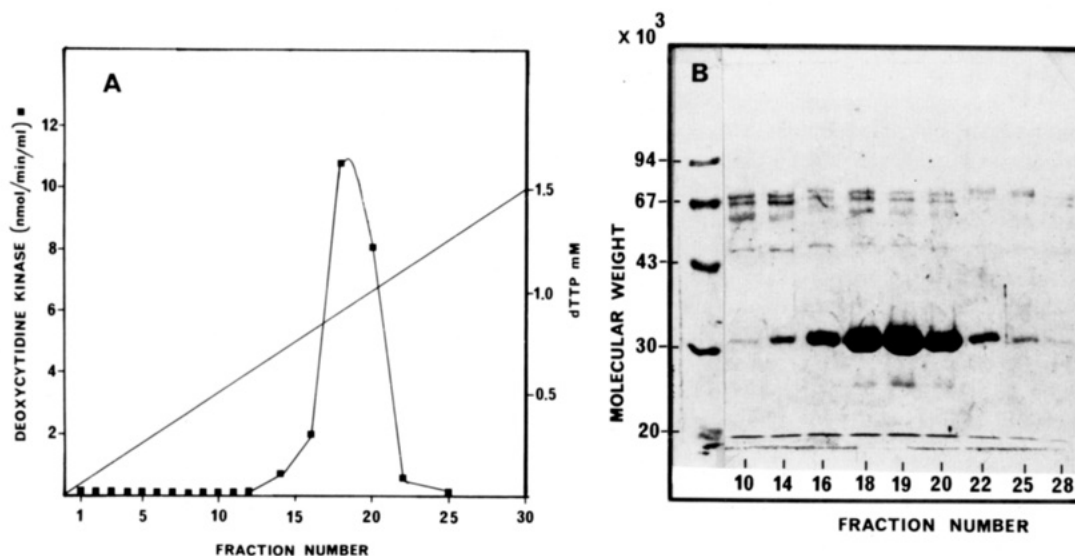 A
DEOXYCYTIDINE KINASE (nmol/min/ml) ■
12
10
8
6
4
2
1.5
1.0
0.5
dTTP mM
1 5 10 15 20 25 30
FRACTION NUMBER
x 10³
B
MOLECULAR WEIGHT
94
67
43
30
20
10 14 16 18 19 20 22 25 28
FRACTION NUMBER